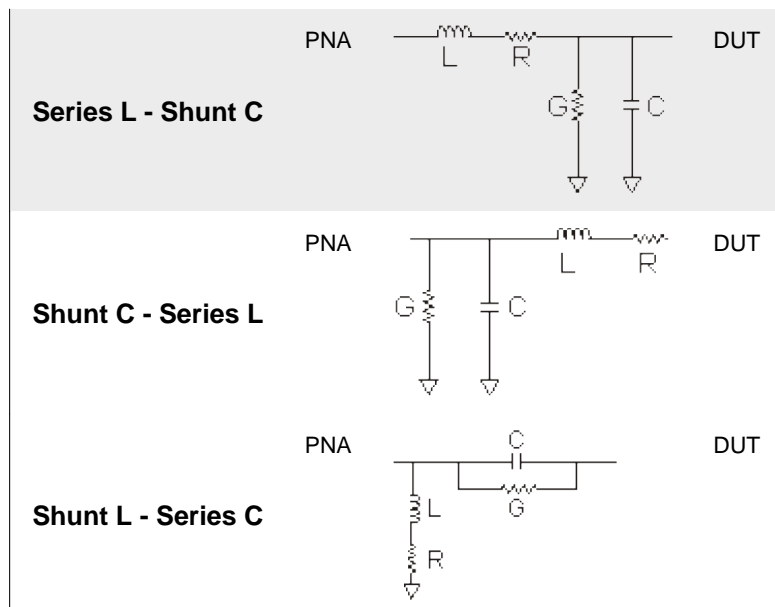 PNA DUT
L R
Series L - Shunt C
G C
PNA DUT
L R
Shunt C - Series L
G C
PNA C DUT
G
Shunt L - Series C
L
R